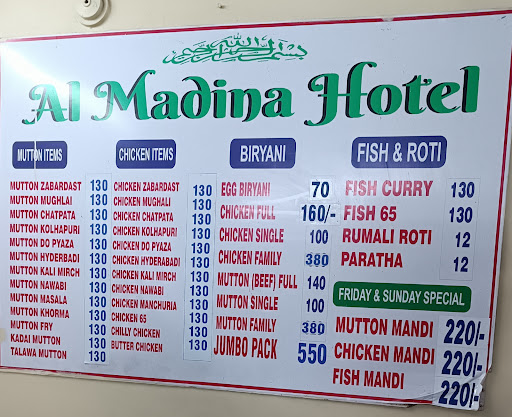 بسم الله الرحمن الرحيم
Al Madina Hotel
MUTTON ITEMS
MUTTON ZABARDAST 130
MUTTON MUGHLAI 130
MUTTON CHATPATA 130
MUTTON KOLHAPURI 130
MUTTON DO PYAZA 130
MUTTON HYDERBADI 130
MUTTON KALI MIRCH 130
MUTTON NAWABI 130
MUTTON MASALA 130
MUTTON KHORMA 130
MUTTON FRY 130
KADAI MUTTON 130
TALAWA MUTTON 130
CHICKEN ITEMS
CHICKEN ZABARDAST 130
CHICKEN MUGHALI 130
CHICKEN CHATPATA 130
CHICKEN KOLHAPURI 130
CHICKEN DO PYAZA 130
CHICKEN HYDERABADI 130
CHICKEN KALI MIRCH 130
CHICKEN NAWABI 130
CHICKEN MANCHURIA 130
CHICKEN 65 130
CHILLY CHICKEN 130
BUTTER CHICKEN 130
BIRYANI
EGG BIRYANI 70
CHICKEN FULL 160/-
CHICKEN SINGLE 100
CHICKEN FAMILY 380
MUTTON (BEEF) FULL 140
MUTTON SINGLE 100
MUTTON FAMILY 380
JUMBO PACK 550
FISH & ROTI
FISH CURRY 130
FISH 65 130
RUMALI ROTI 12
PARATHA 12
FRIDAY & SUNDAY SPECIAL
MUTTON MANDI 220/-
CHICKEN MANDI 220/-
FISH MANDI 220/-